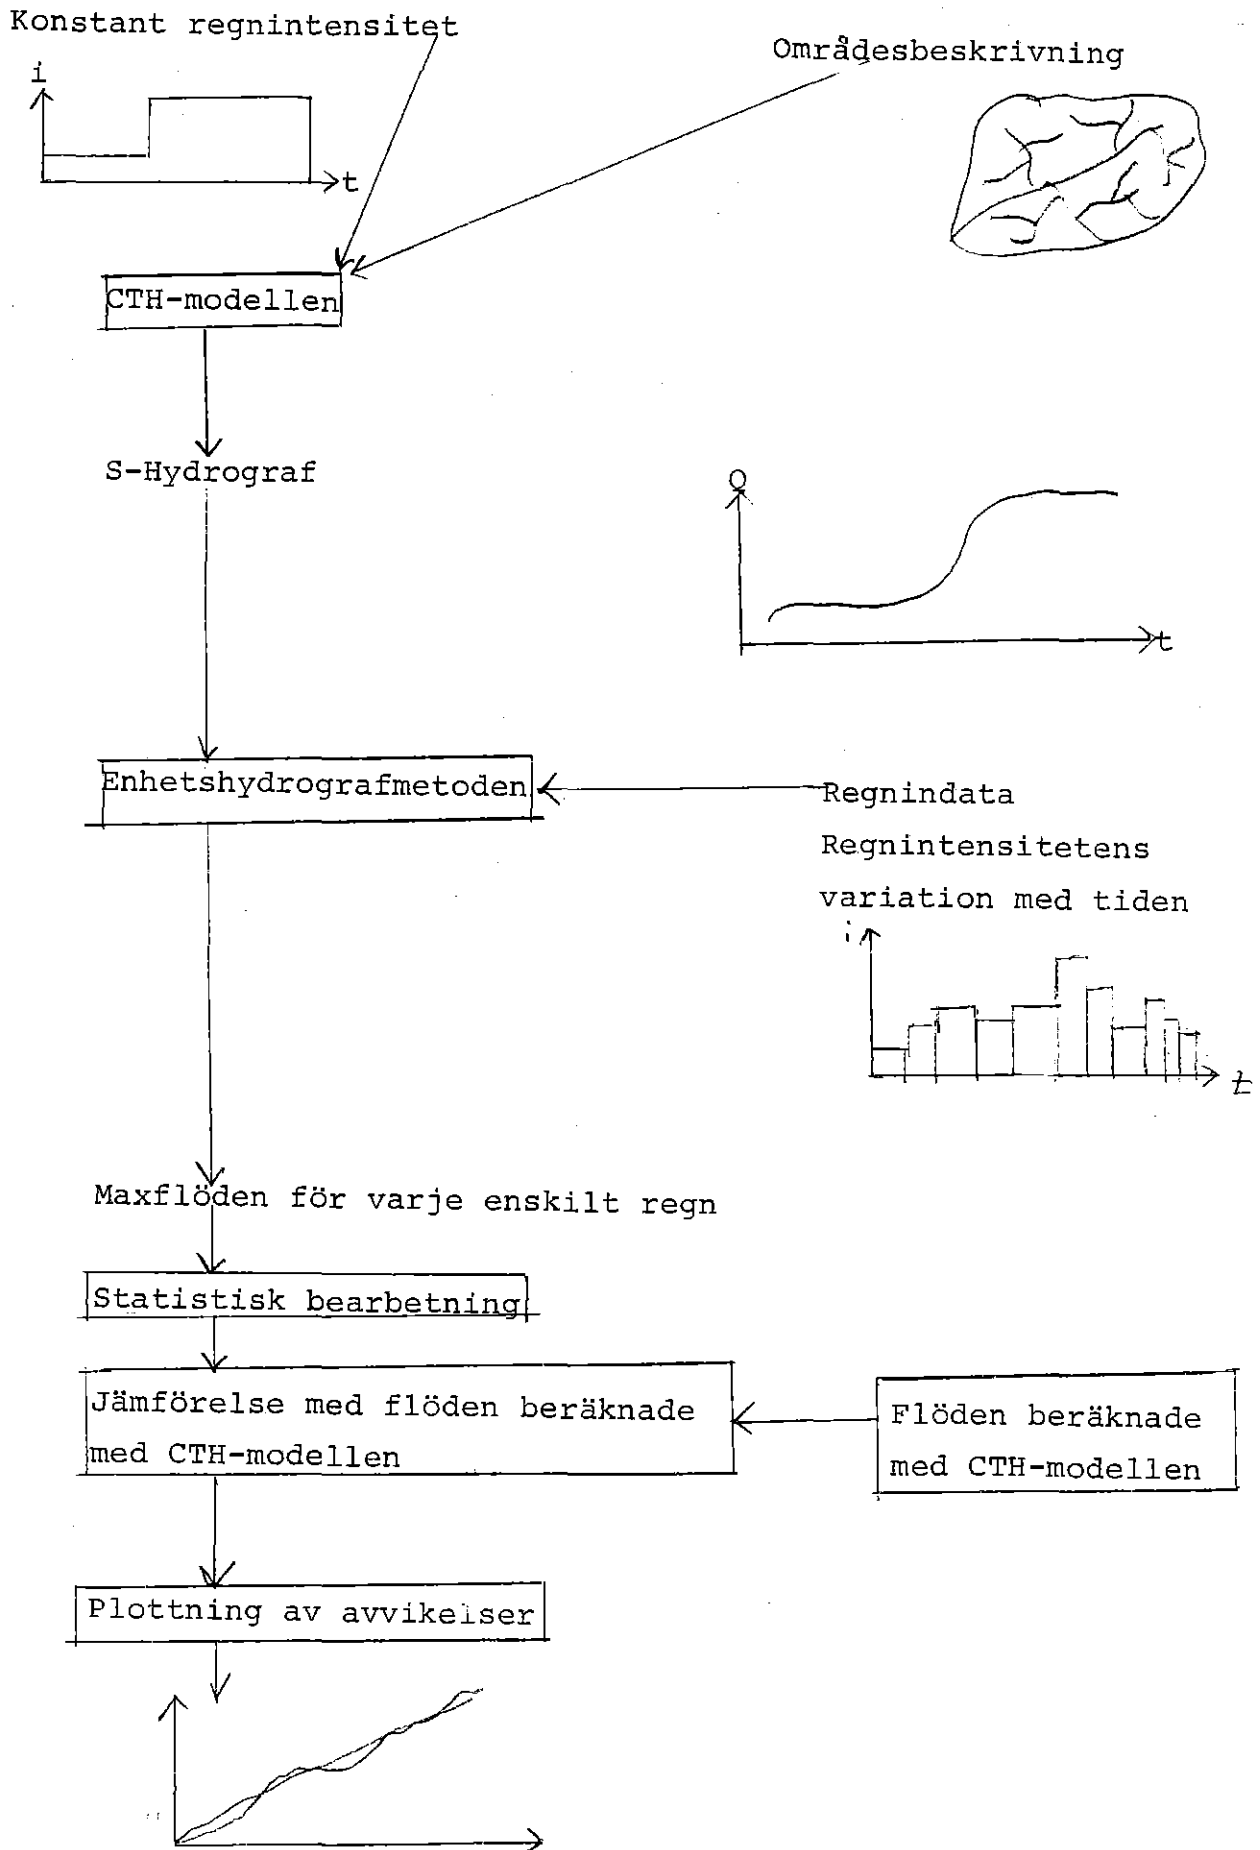 Konstant regnintensitet
Områdesbeskrivning
i
t
CTH-modellen
S-Hydrograf
Q
t
Enhetshydrografmetoden
Regnindata
Regnintensitetens
variation med tiden
i
t
Maxflöden för varje enskilt regn
Statistisk bearbetning
Jämförelse med flöden beräknade
med CTH-modellen
Flöden beräknade
med CTH-modellen
Plottning av avvikelser